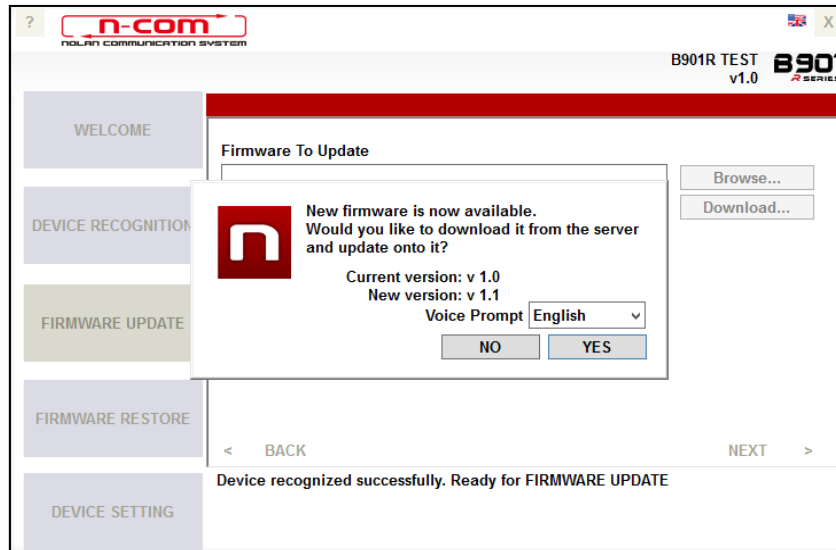 ?
n-com
NOLAN COMMUNICATION SYSTEM
X
B901R TEST
v1.0
R SERIES
WELCOME
DEVICE RECOGNITION
FIRMWARE UPDATE
FIRMWARE RESTORE
DEVICE SETTING
Firmware To Update
Browse...
Download...
n
New firmware is now available.
Would you like to download it from the server
and update onto it?
Current version: v 1.0
New version: v 1.1
Voice Prompt English
NO YES
< BACK NEXT >
Device recognized successfully. Ready for FIRMWARE UPDATE